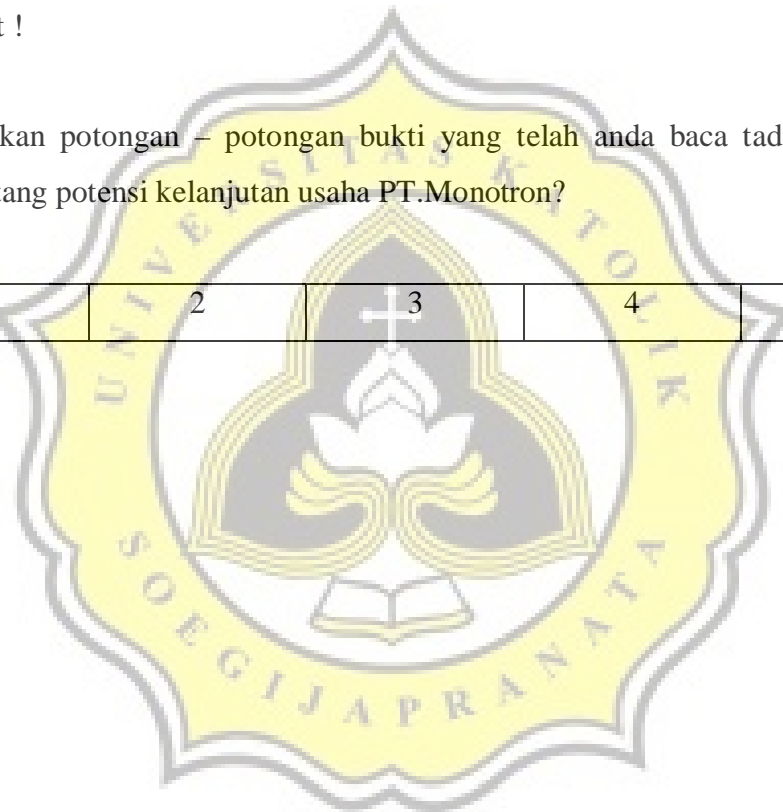 t !
kan potongan – potongan bukti yang telah anda baca tad
tang potensi kelanjutan usaha PT.Monotron?
2 3 4
UNIVERSITAS KATOLIK
SOEGIJAPRANATA